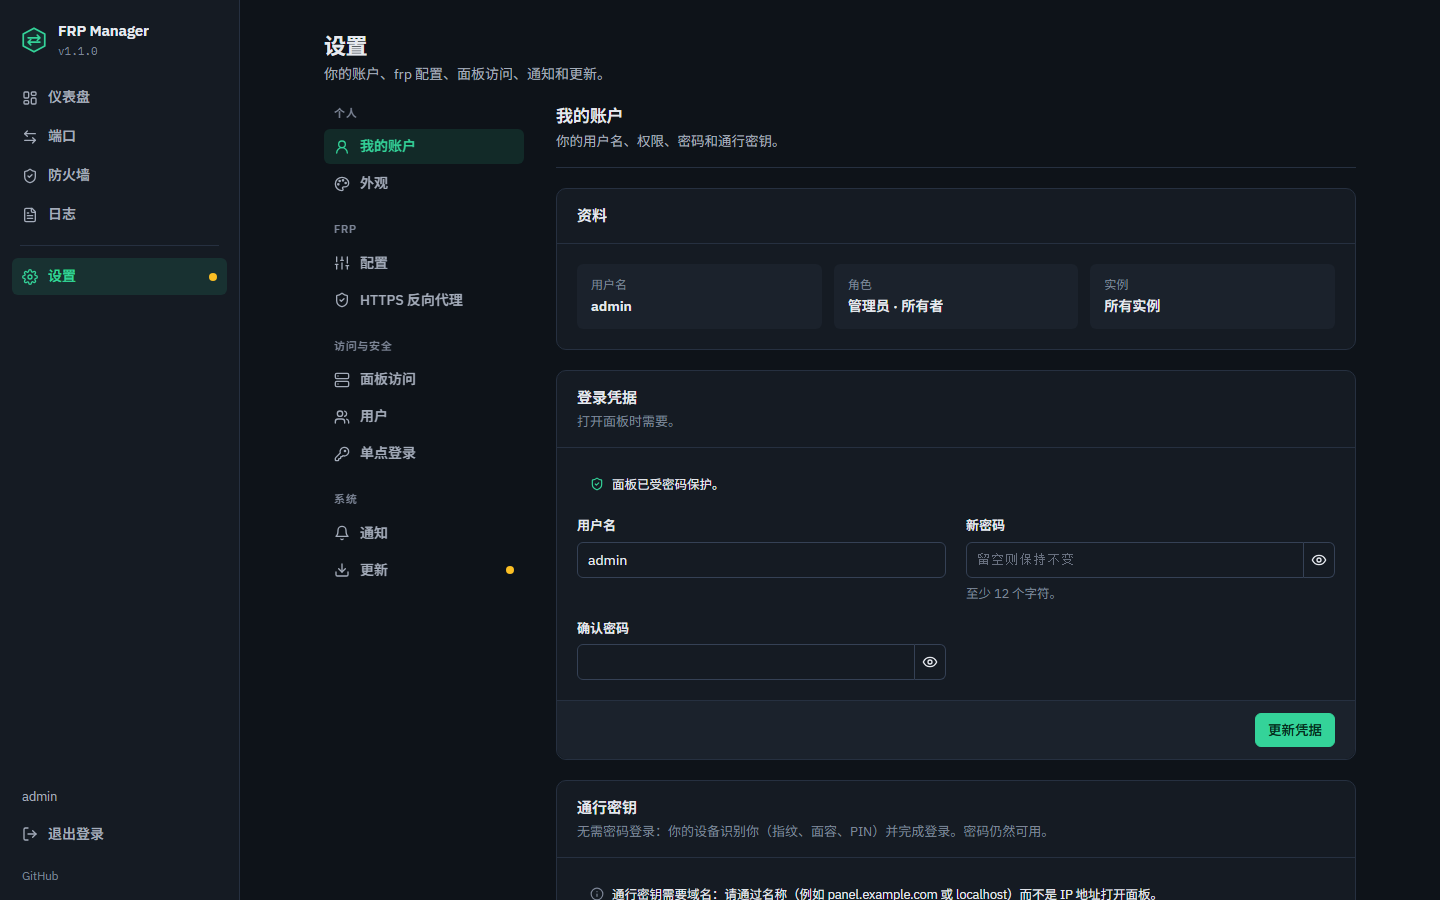 FRP Manager
v1.1.0
仪表盘
端口
防火墙
日志
设置
admin
退出登录
GitHub
设置
你的账户、frp 配置、面板访问、通知和更新。
个人
我的账户
外观
FRP
配置
HTTPS 反向代理
访问与安全
面板访问
用户
单点登录
系统
通知
更新
我的账户
你的用户名、权限、密码和通行密钥。
资料
用户名
admin
角色
管理员 · 所有者
实例
所有实例
登录凭据
打开面板时需要。
面板已受密码保护。
用户名
admin
新密码
留空则保持不变
至少 12 个字符。
确认密码
更新凭据
通行密钥
无需密码登录：你的设备识别你（指纹、面容、PIN）并完成登录。密码仍然可用。
通行密钥需要域名：请通过名称（例如 panel.example.com 或 localhost）而不是 IP 地址打开面板。